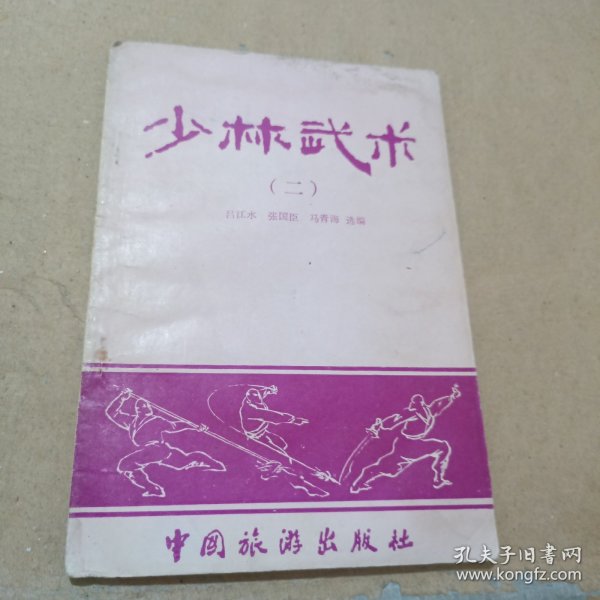 少林武术
（二）
吕江水 张国臣 马青海 选编
中国旅游出版社
孔夫子旧书网
www.kongfz.com